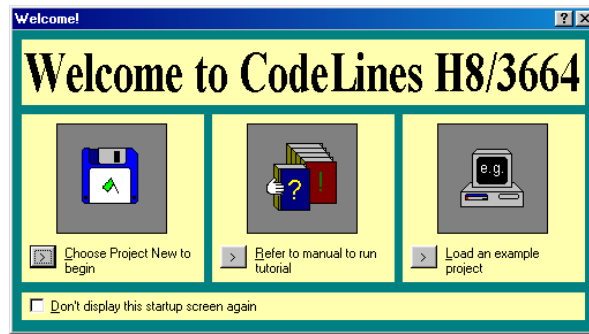 Welcome!
Welcome to CodeLines H8/3664
?
!
e.g.
Choose Project New to
begin
Refer to manual to run
tutorial
Load an example
project
Don't display this startup screen again